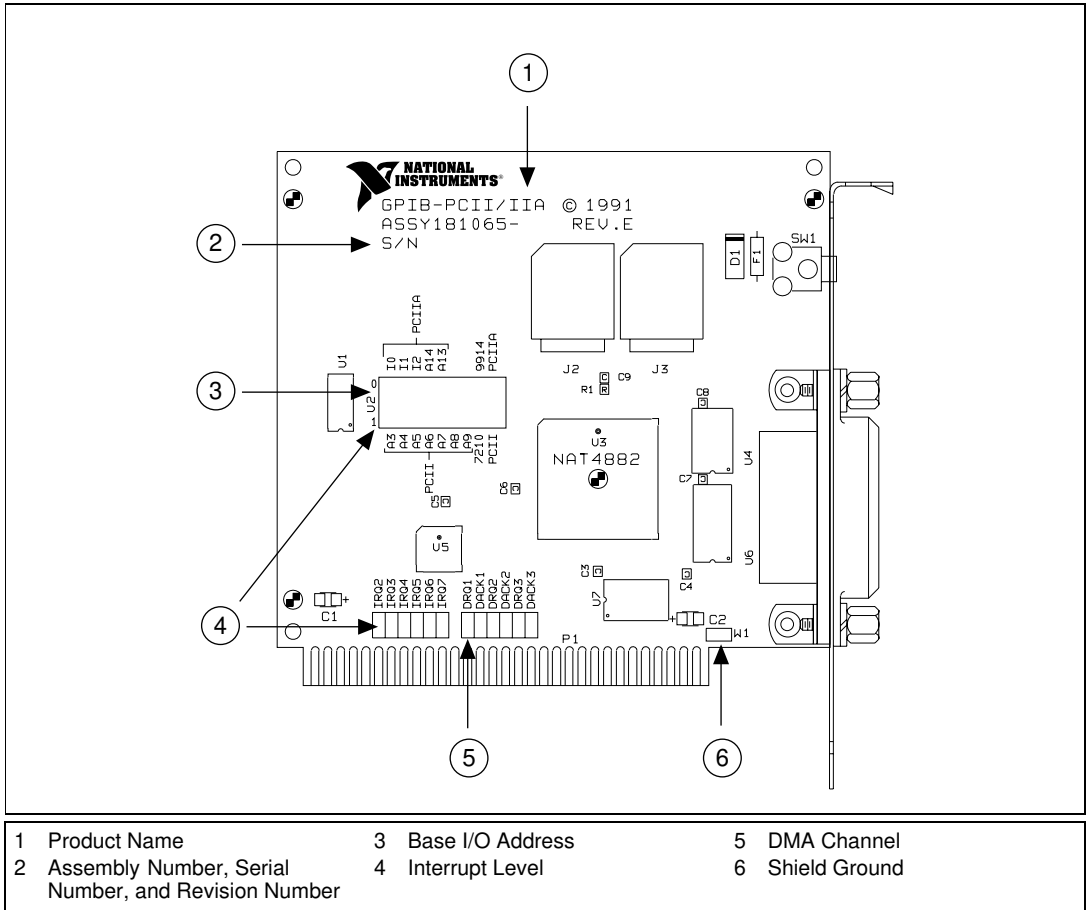 1
NATIONAL
INSTRUMENTS®
GPIB-PCII/IIA © 1991
ASSY181065- REV.E
2
S/N
SW1
D1
F1
PCIIA
I0
I1
I2
A14
A13
9914
PCIIA
U1
J2
J3
C9
R1
C
R
3
0
U2
1
C8
A3
A4
A5
A6
A7
A8
A9
7210
PCII
PCII
U3
NAT4882
U4
C7
C6
C5
U5
U6
C3
C4
IRQ2
IRQ3
IRQ4
IRQ5
IRQ6
IRQ7
DRQ1
DACK1
DRQ2
DACK2
DRQ3
DACK3
U7
+
C1
+
C2
4
P1
W1
5
6
1 Product Name
2 Assembly Number, Serial
Number, and Revision Number
3 Base I/O Address
4 Interrupt Level
5 DMA Channel
6 Shield Ground